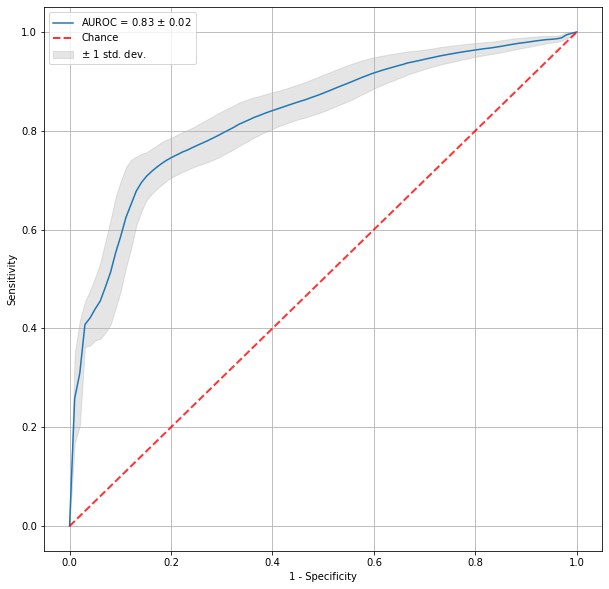 AUROC = 0.83 ± 0.02
Chance
± 1 std. dev.
1.0
0.8
0.6
0.4
0.2
0.0
Sensitivity
0.0 0.2 0.4 0.6 0.8 1.0
1 - Specificity